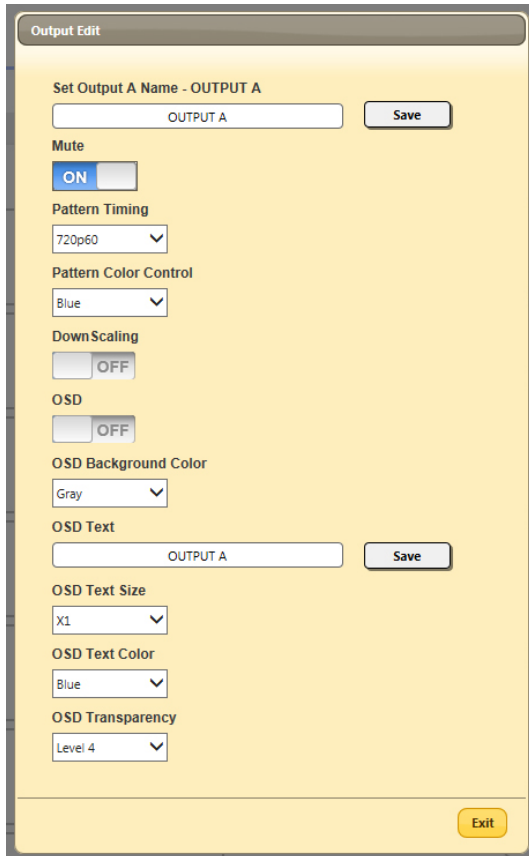 Output Edit
Set Output A Name - OUTPUT A
OUTPUT A Save
Mute
ON
Pattern Timing
720p60
Pattern Color Control
Blue
DownScaling
OFF
OSD
OFF
OSD Background Color
Gray
OSD Text
OUTPUT A Save
OSD Text Size
X1
OSD Text Color
Blue
OSD Transparency
Level 4
Exit